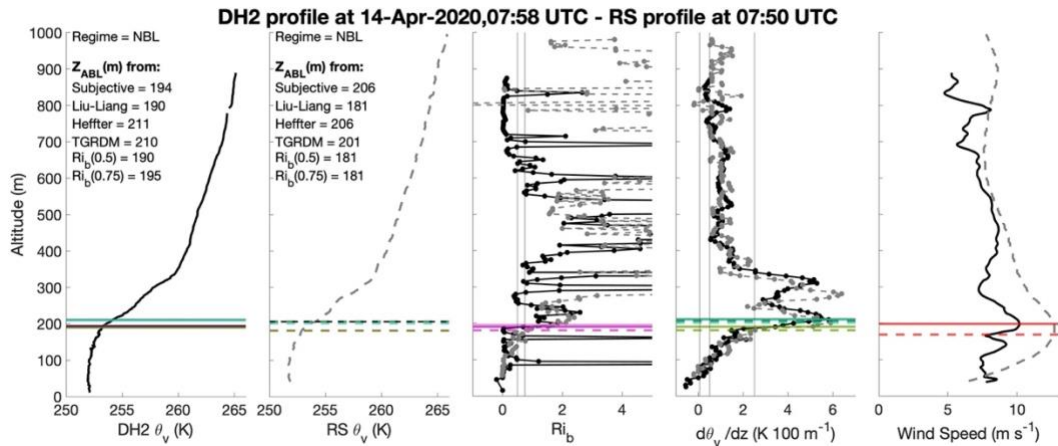 DH2 profile at 14-Apr-2020,07:58 UTC - RS profile at 07:50 UTC
Altitude (m)
1000
900
800
700
600
500
400
300
200
100
0
Regime = NBL
Z_ABL(m) from:
Subjective = 194
Liu-Liang = 190
Heffter = 211
TGRDM = 210
Ri_b(0.5) = 190
Ri_b(0.75) = 195
250 255 260 265
DH2 θ_v (K)
Regime = NBL
Z_ABL(m) from:
Subjective = 206
Liu-Liang = 181
Heffter = 206
TGRDM = 201
Ri_b(0.5) = 181
Ri_b(0.75) = 181
250 255 260 265
RS θ_v (K)
0 2 4
Ri_b
0 2 4 6
dθ_v /dz (K 100 m⁻¹)
0 5 10
Wind Speed (m s⁻¹)